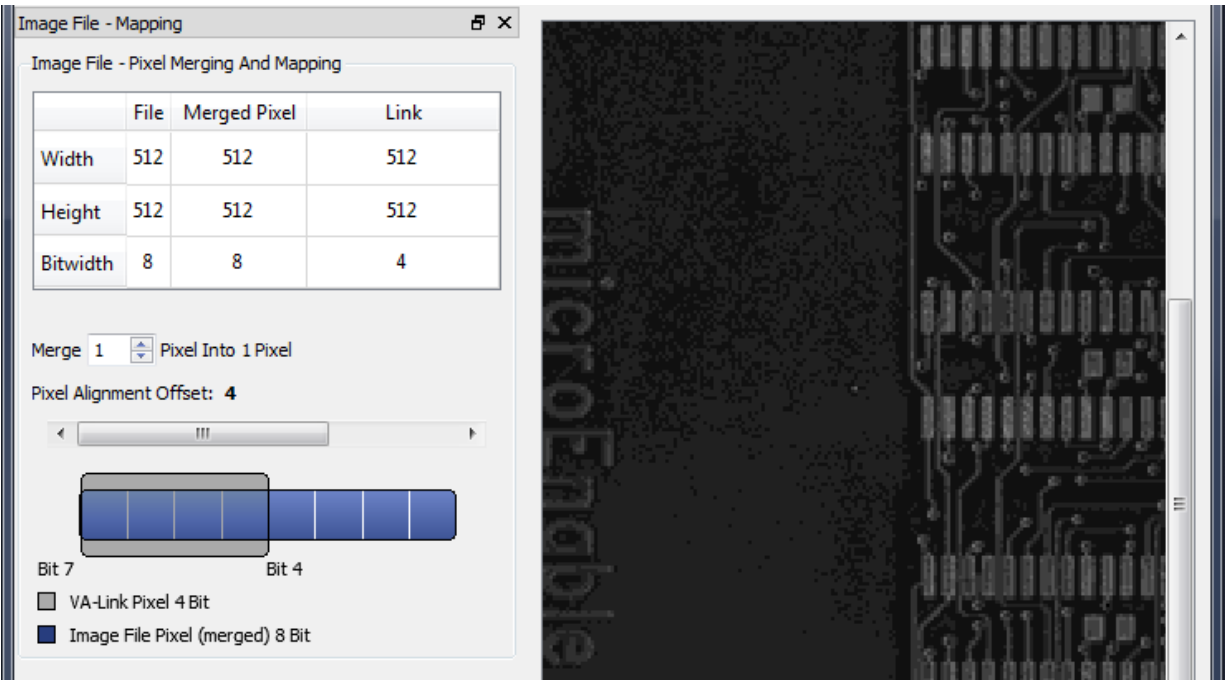 Image File - Mapping
Image File - Pixel Merging And Mapping
File Merged Pixel Link
Width 512 512 512
Height 512 512 512
Bitwidth 8 8 4
Merge 1 Pixel Into 1 Pixel
Pixel Alignment Offset: 4
Bit 7 Bit 4
VA-Link Pixel 4 Bit
Image File Pixel (merged) 8 Bit
microEnable